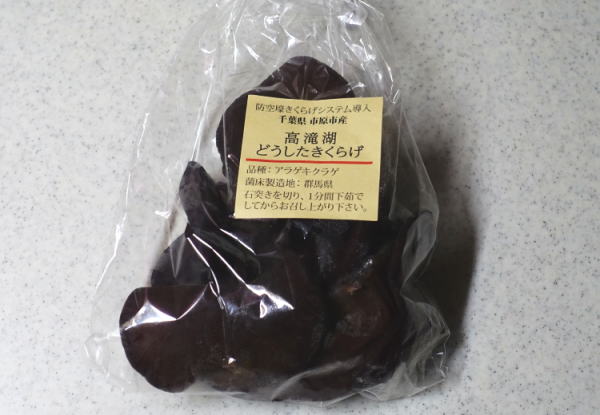 防空壕きくらげシステム導入
千葉県 市原市産
高滝湖
どうしたきくらげ
品種：アラゲキクラゲ
菌床製造地：群馬県
石突きを切り、1分間下茹で
してからお召し上がり下さい。